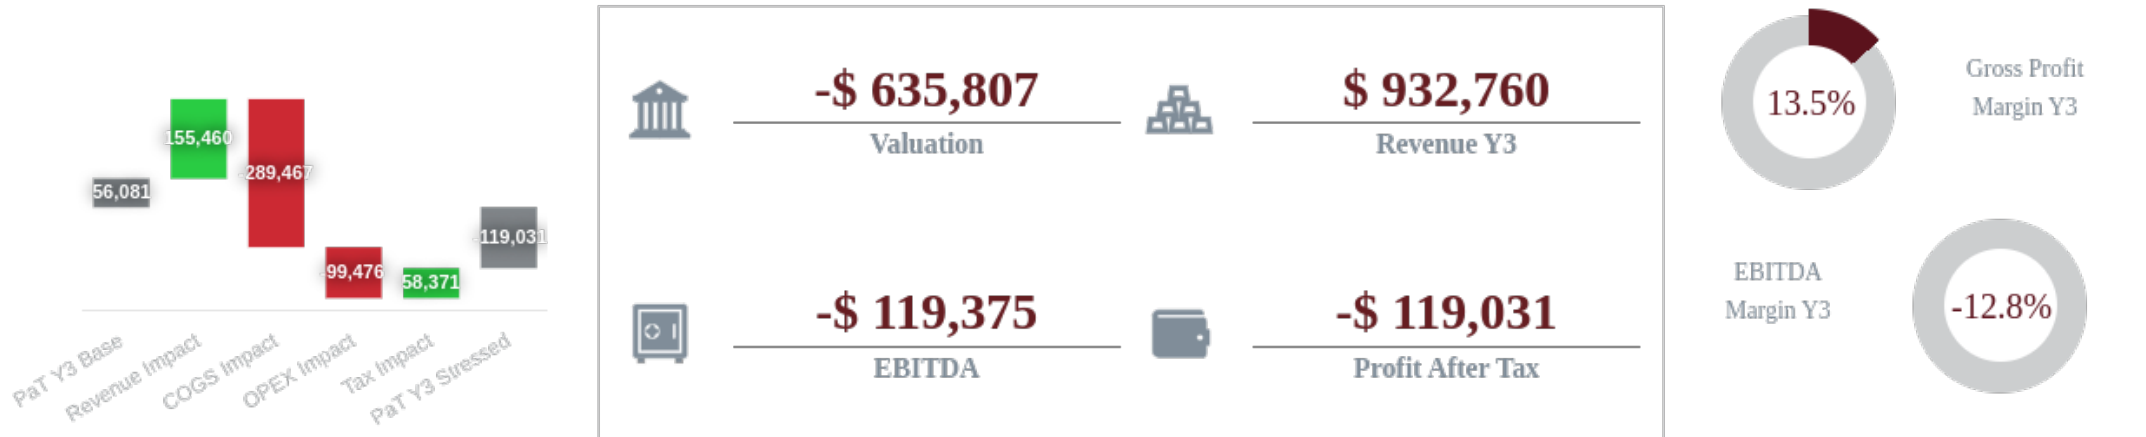 56,081
155,460
-289,467
-99,476
58,371
-119,031
PaT Y3 Base
Revenue Impact
COGS Impact
OPEX Impact
Tax Impact
PaT Y3 Stressed
-$ 635,807
Valuation
$ 932,760
Revenue Y3
-$ 119,375
EBITDA
-$ 119,031
Profit After Tax
13.5%
Gross Profit
Margin Y3
EBITDA
Margin Y3
-12.8%